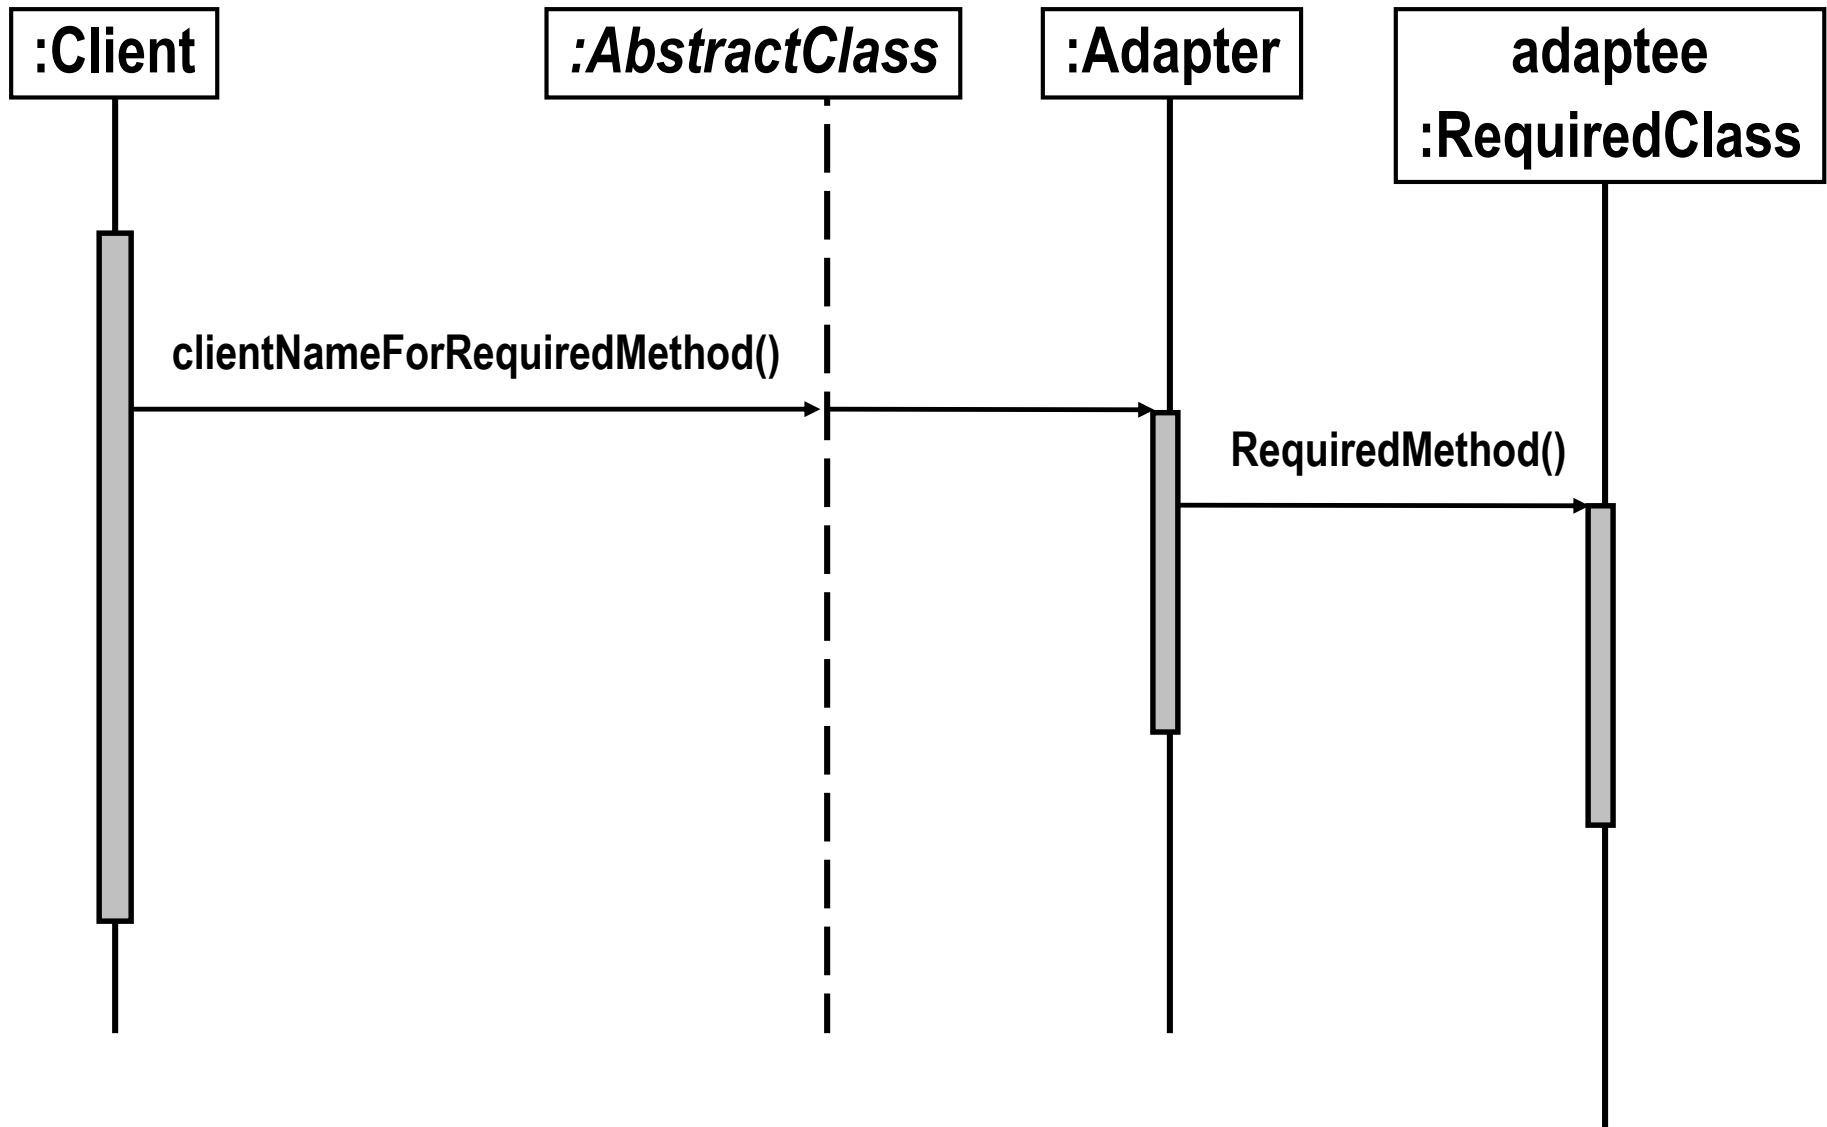 :Client
:AbstractClass
:Adapter
adaptee
:RequiredClass
clientNameForRequiredMethod()
RequiredMethod()